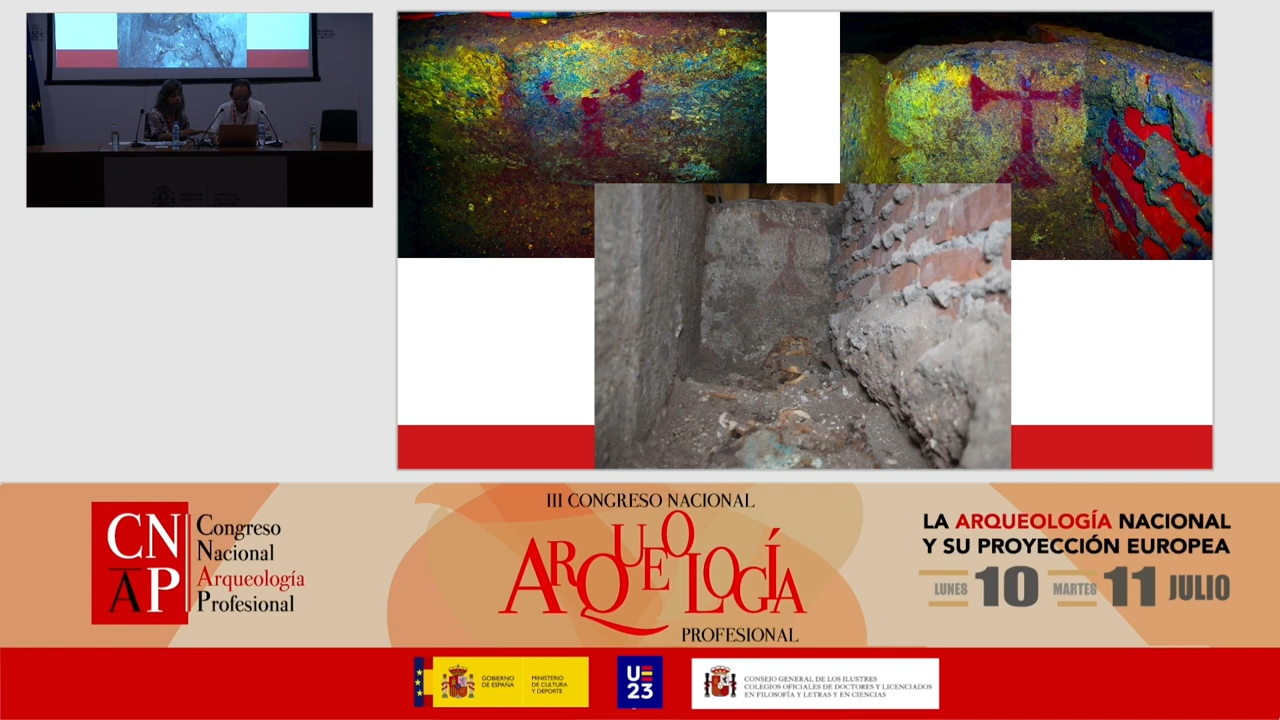 CN
AP
Congreso
Nacional
Arqueología
Profesional
III CONGRESO NACIONAL
ARQUEOLOGÍA
PROFESIONAL
LA ARQUEOLOGÍA NACIONAL
Y SU PROYECCIÓN EUROPEA
LUNES 10 MARTES 11 JULIO
GOBIERNO
DE ESPAÑA
MINISTERIO
DE CULTURA
Y DEPORTE
UE
23
CONSEJO GENERAL DE LOS ILUSTRES
COLEGIOS OFICIALES DE DOCTORES Y LICENCIADOS
EN FILOSOFÍA Y LETRAS Y EN CIENCIAS